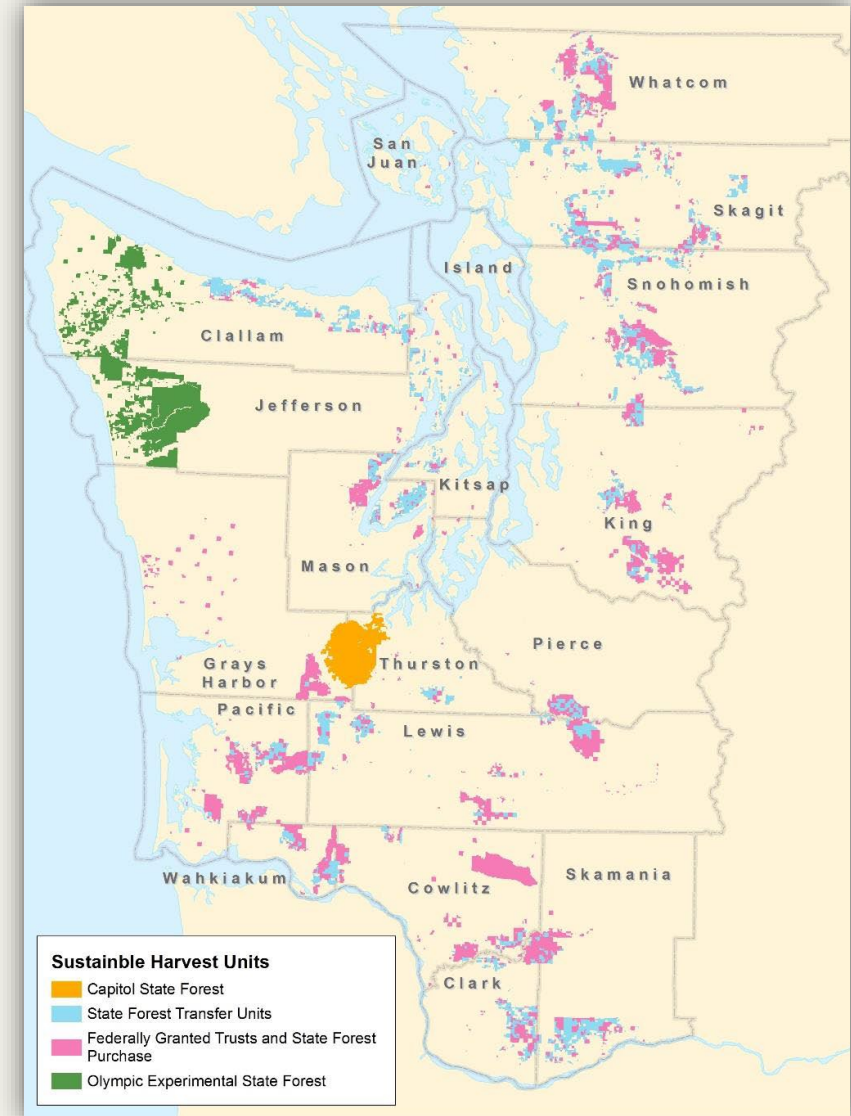 Whatcom
San
Juan
Skagit
Island
Snohomish
Clallam
Jefferson
Kitsap
King
Mason
Pierce
Grays
Harbor
Thurston
Pacific
Lewis
Wahkiakum
Cowlitz
Skamania
Clark
Sustainble Harvest Units
Capitol State Forest
State Forest Transfer Units
Federally Granted Trusts and State Forest
Purchase
Olympic Experimental State Forest